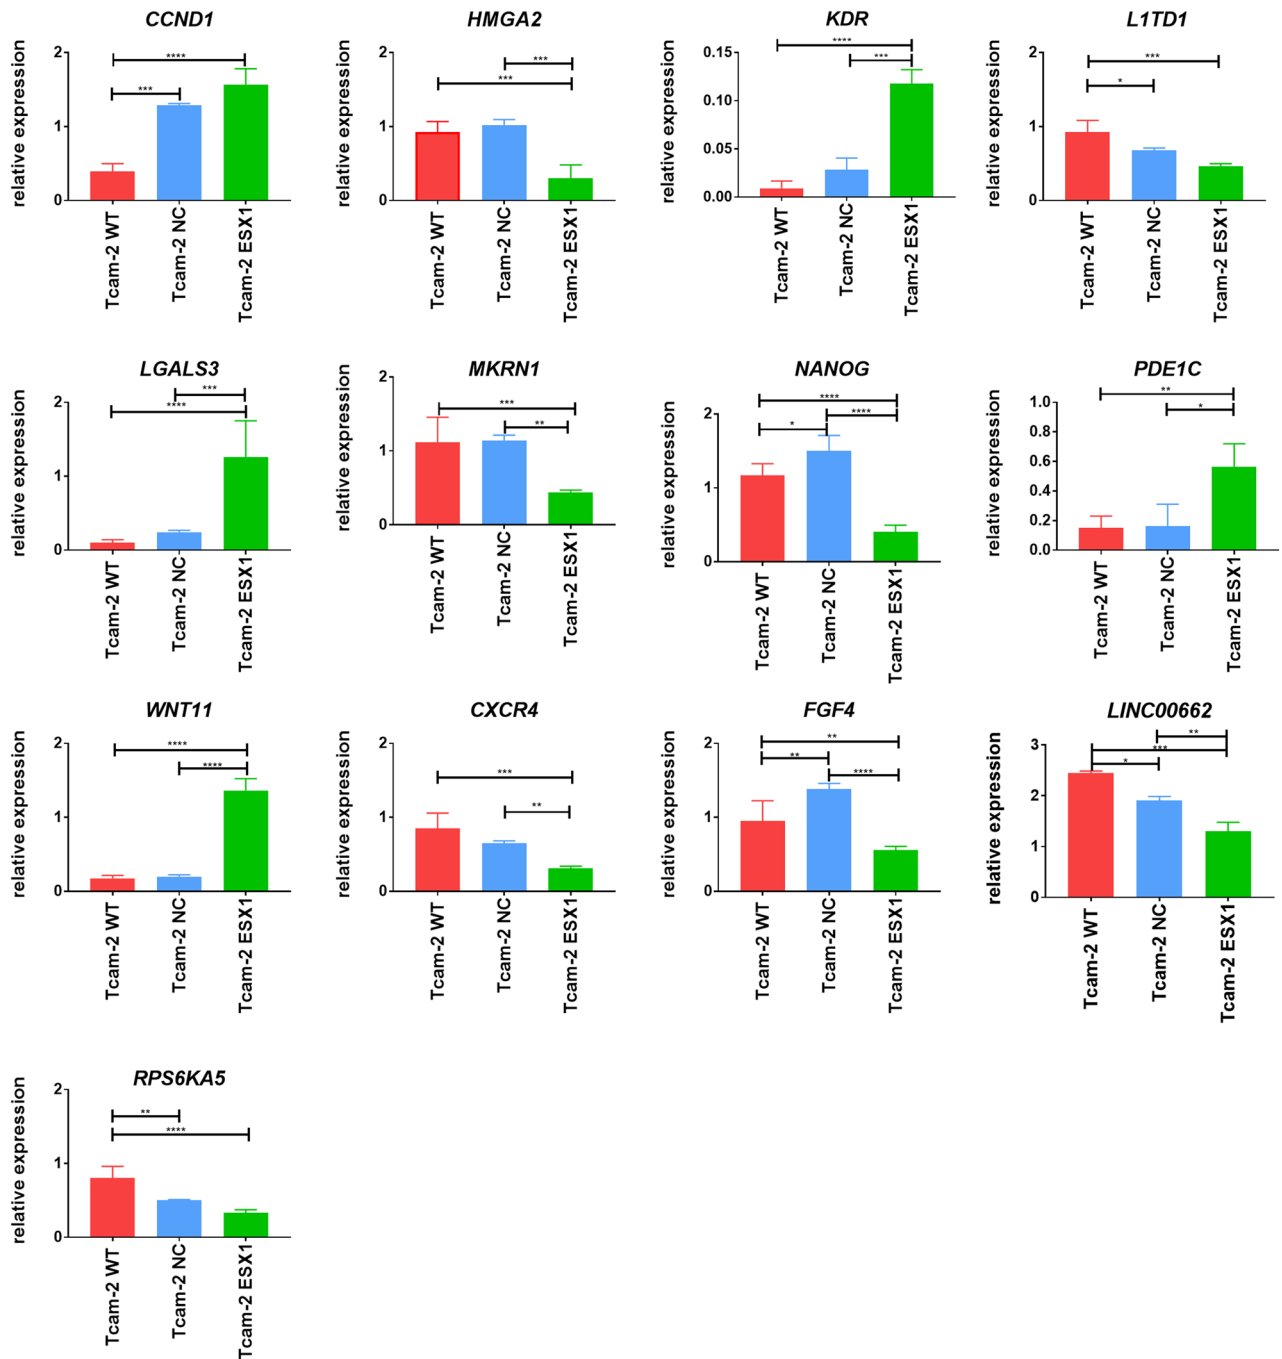 CCND1
relative expression
2
1
0
****
***
Tcam-2 WT
Tcam-2 NC
Tcam-2 ESX1
HMGA2
relative expression
2
1
0
***
***
Tcam-2 WT
Tcam-2 NC
Tcam-2 ESX1
KDR
relative expression
0.15
0.10
0.05
0.00
****
***
Tcam-2 WT
Tcam-2 NC
Tcam-2 ESX1
L1TD1
relative expression
2
1
0
***
*
Tcam-2 WT
Tcam-2 NC
Tcam-2 ESX1
LGALS3
relative expression
2
1
0
***
****
Tcam-2 WT
Tcam-2 NC
Tcam-2 ESX1
MKRN1
relative expression
2
1
0
***
**
Tcam-2 WT
Tcam-2 NC
Tcam-2 ESX1
NANOG
relative expression
2
1
0
****
****
*
Tcam-2 WT
Tcam-2 NC
Tcam-2 ESX1
PDE1C
relative expression
1.0
0.8
0.6
0.4
0.2
0.0
**
*
Tcam-2 WT
Tcam-2 NC
Tcam-2 ESX1
WNT11
relative expression
2
1
0
****
****
Tcam-2 WT
Tcam-2 NC
Tcam-2 ESX1
CXCR4
relative expression
2
1
0
***
**
Tcam-2 WT
Tcam-2 NC
Tcam-2 ESX1
FGF4
relative expression
2
1
0
**
**
****
Tcam-2 WT
Tcam-2 NC
Tcam-2 ESX1
LINC00662
relative expression
3
2
1
0
**
***
*
Tcam-2 WT
Tcam-2 NC
Tcam-2 ESX1
RPS6KA5
relative expression
2
1
0
**
****
Tcam-2 WT
Tcam-2 NC
Tcam-2 ESX1